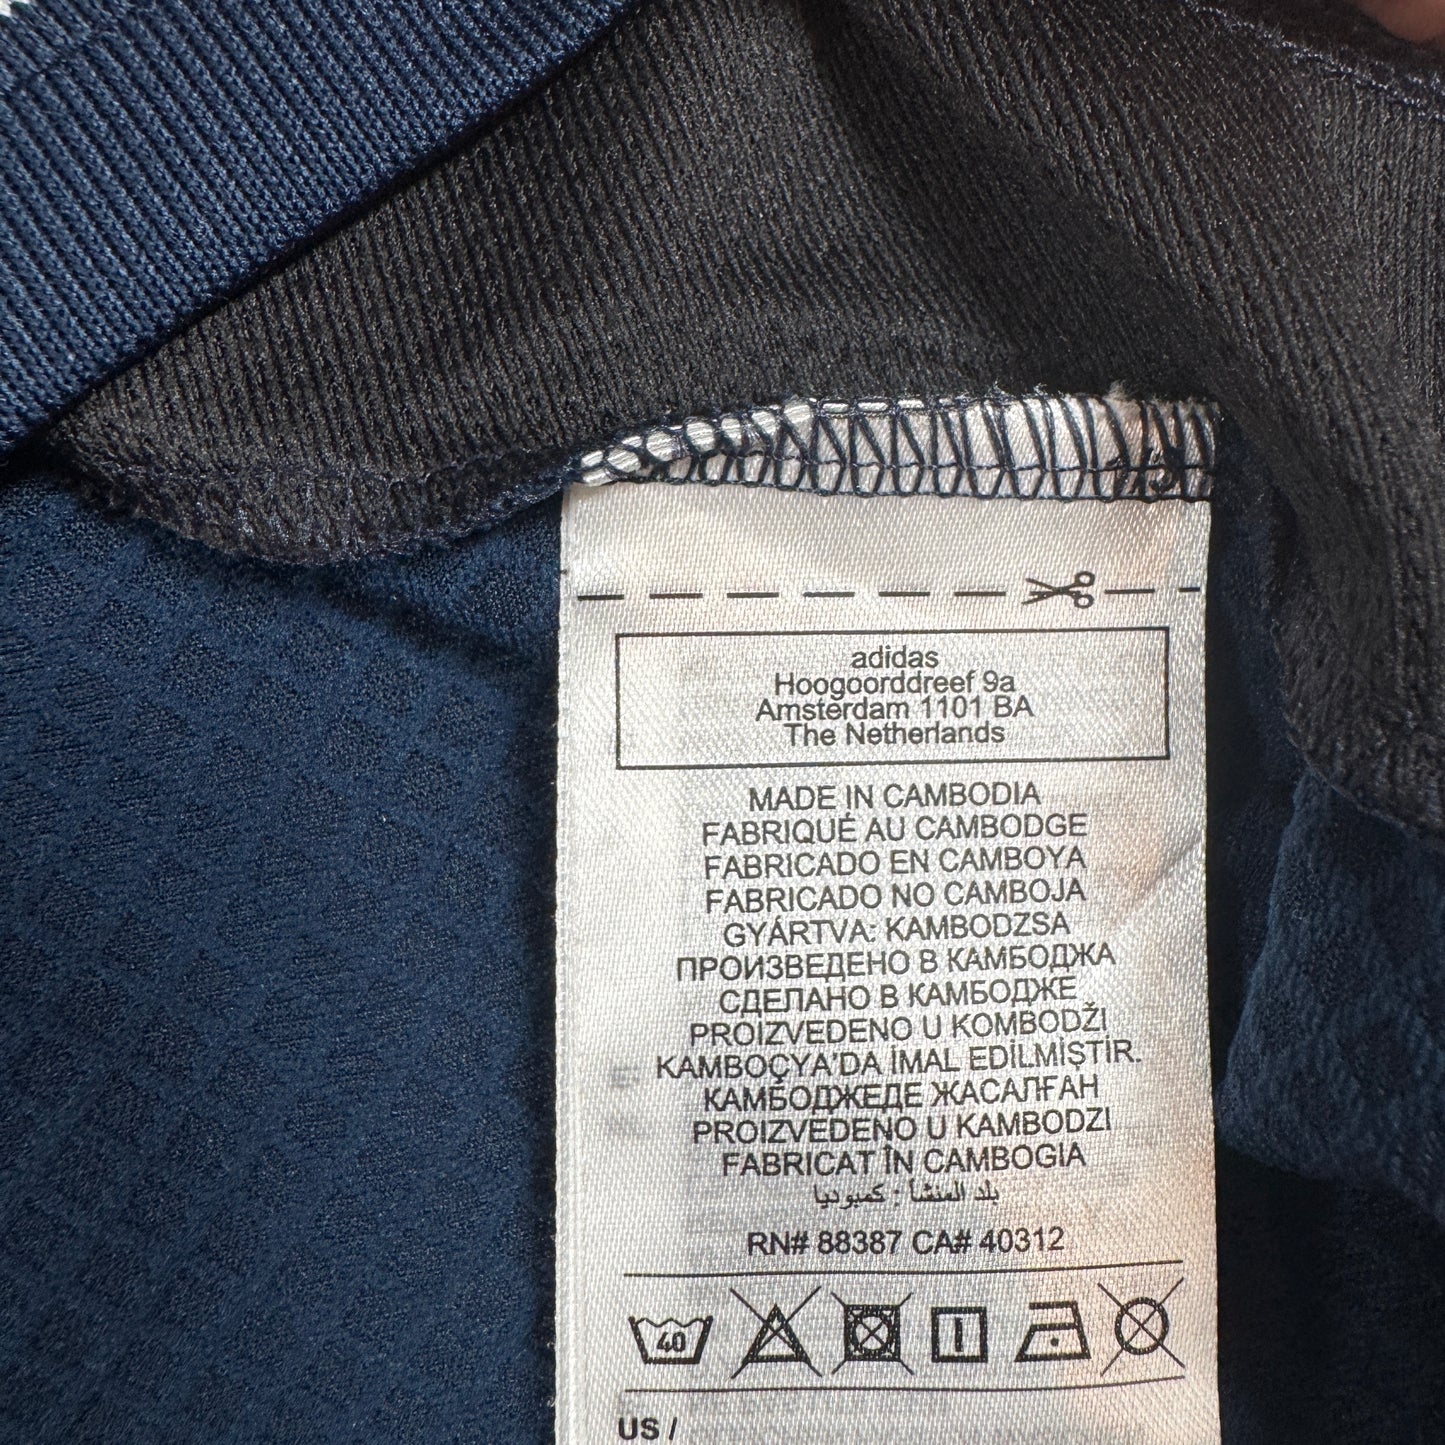 adidas
Hoogoorddreef 9a
Amsterdam 1101 BA
The Netherlands
MADE IN CAMBODIA
FABRIQUÉ AU CAMBODGE
FABRICADO EN CAMBOYA
FABRICADO NO CAMBOJA
GYÁRTVA: KAMBODZSA
ПРОИЗВЕДЕНО В КАМБОДЖА
СДЕЛАНО В КАМБОДЖЕ
PROIZVEDENO U KOMBODŽI
KAMBOÇYA'DA İMAL EDİLMİŞTİR.
КАМБОДЖЕДЕ ЖАСАЛҒАН
PROIZVEDENO U KAMBODZI
FABRICAT ÎN CAMBOGIA
بلد المنشأ : كمبوديا
RN# 88387 CA# 40312
40
US /